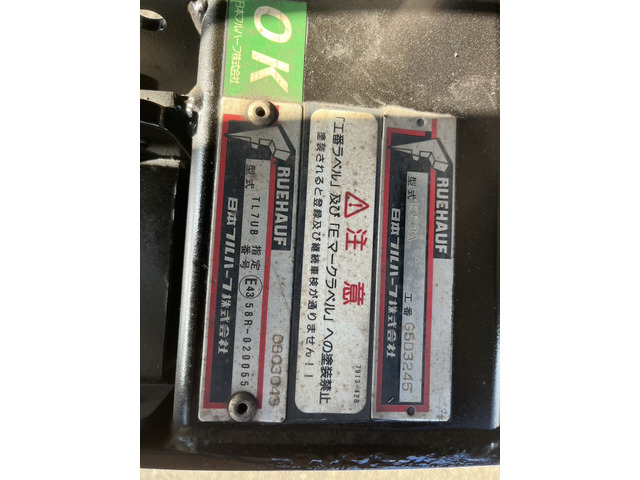 OK
日本フルハーフ株式会社
RUEHAUF
型式 TL7UB 指定番号 E43 58R-020055
0803049
日本フルハーフ株式会社
「工番ラベル」及び「Eマークラベル」への塗装禁止
塗装されると登録及び継続車検が通りません!!
⚠注意
7913-428
RUEHAUF
型式
工番 G5D3245
日本フルハーフ株式会社